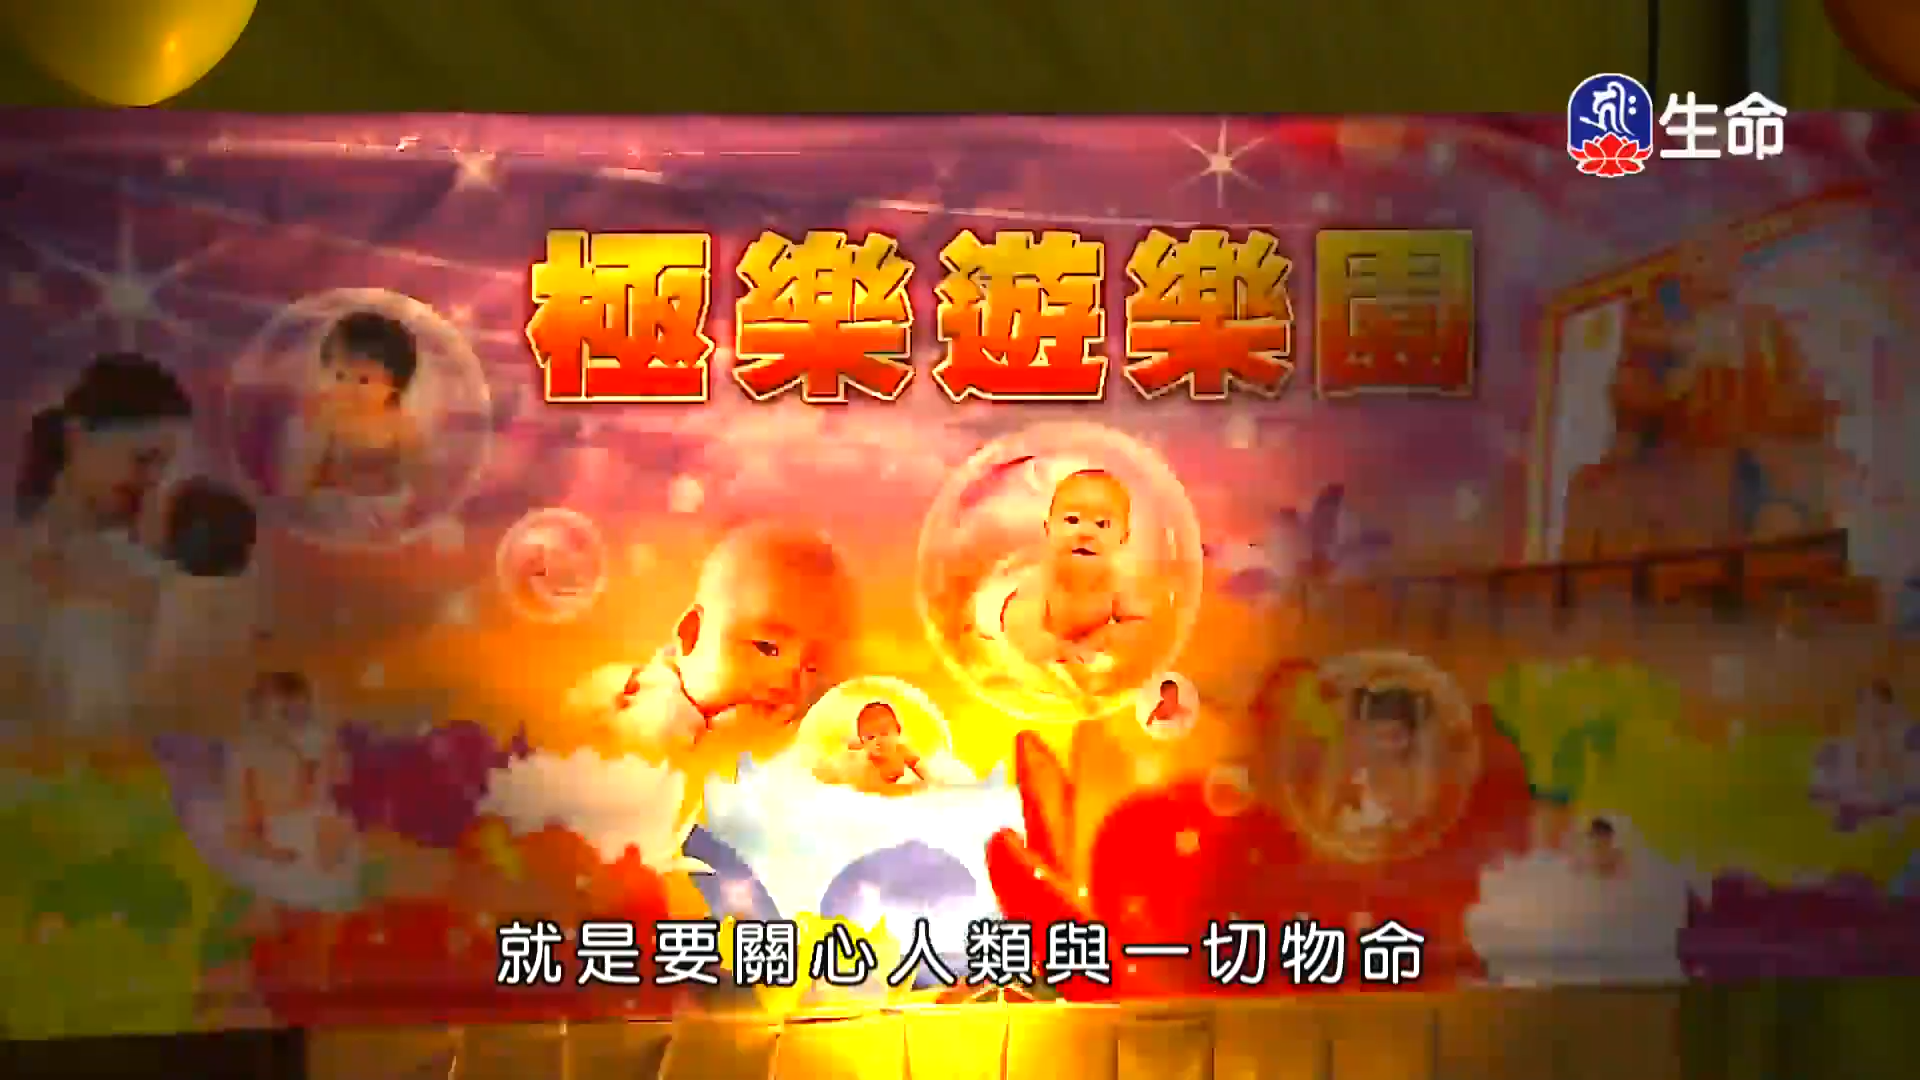 生命
極樂遊樂園
就是要關心人類與一切物命